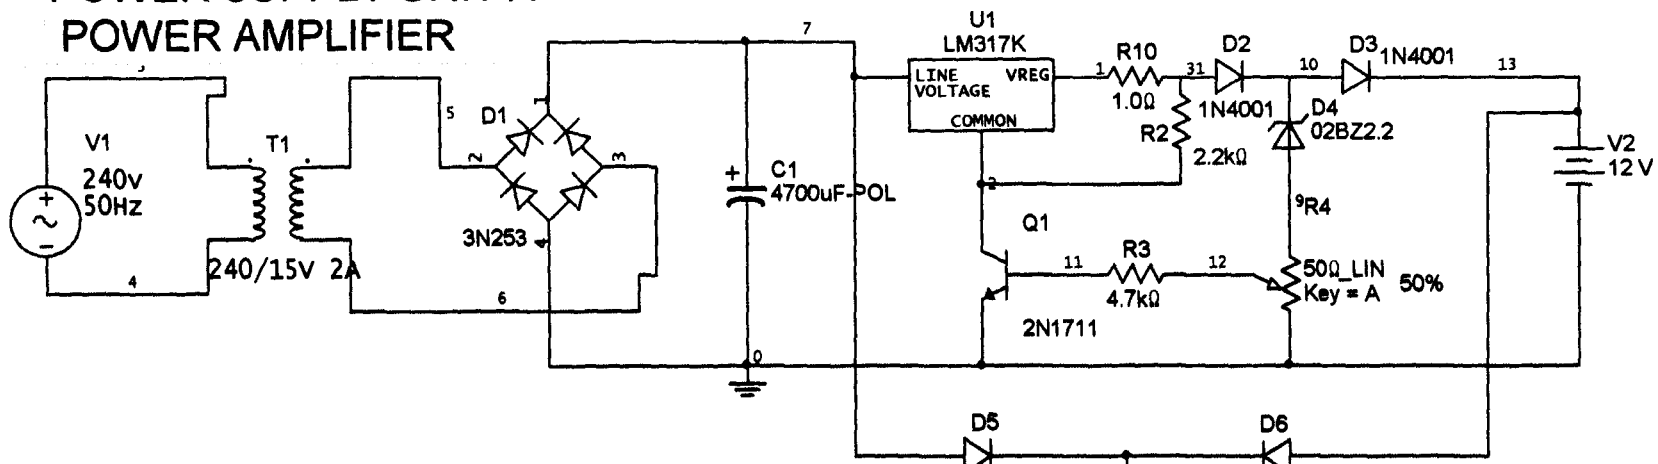 POWER AMPLIFIER
7
U1
LM317K
LINE
VOLTAGE
VREG
COMMON
1
R10
1.0Ω
31
D2
1N4001
10
D3
1N4001
13
R2
2.2kΩ
D4
02BZ2.2
V2
12 V
V1
240v
50Hz
T1
240/15V 2A
5
D1
1
2
3
4
3N253
C1
4700uF-POL
2
Q1
2N1711
9
R4
11
R3
4.7kΩ
12
50Ω_LIN
Key = A
50%
4
6
0
D5
D6